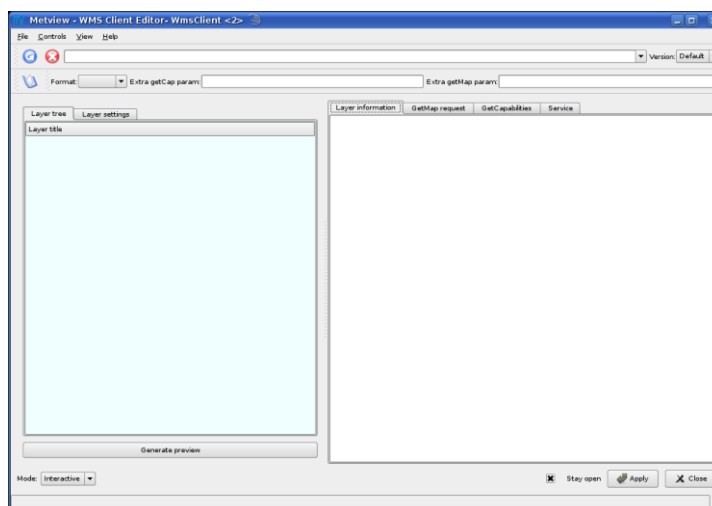 Metview - WMS Client Editor- WmsClient <2>
File Controls View Help
Version: Default
Format: Extra getCap param: Extra getMap param:
Layer tree Layer settings
Layer information GetMap request GetCapabilities Service
Layer title
Generate preview
Mode: Interactive Stay open Apply Close